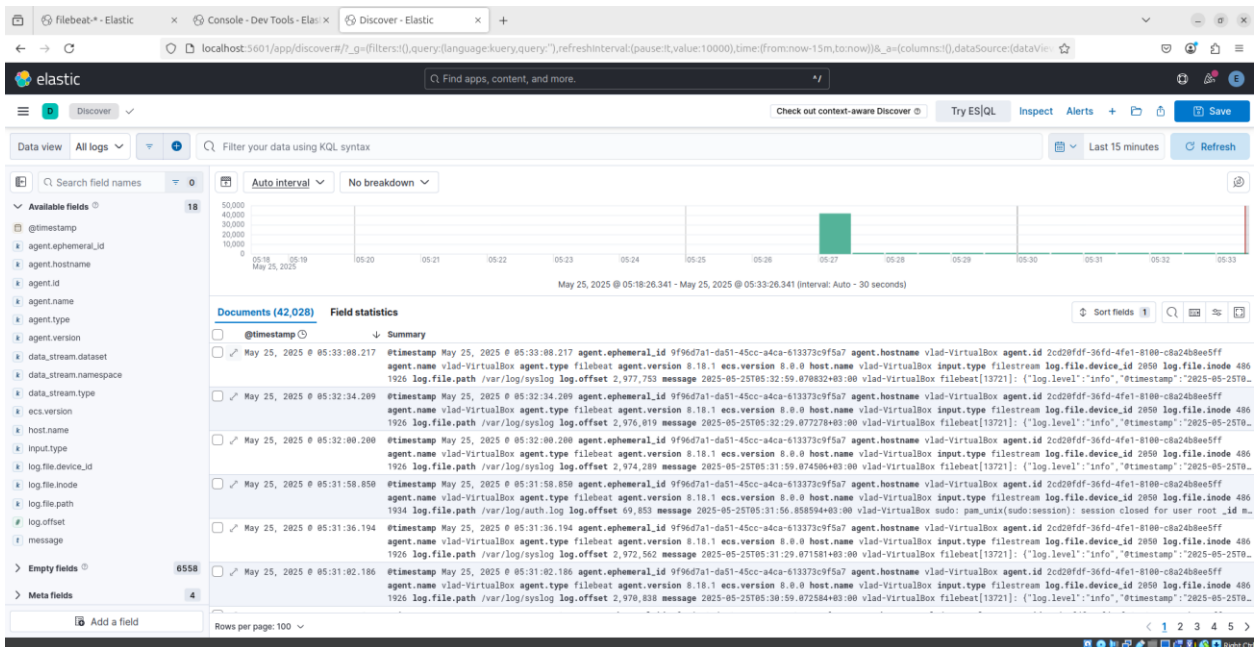 filebeat-* - Elastic
Console - Dev Tools - Elas
Discover - Elastic
localhost:5601/app/discover#/?_g=(filters:!(),query:(language:kuery,query:''),refreshInterval:(pause:!t,value:10000),time:(from:now-15m,to:now))&_a=(columns:!(),dataSource:(dataView
elastic
Find apps, content, and more.
^/
E
D
Discover
Check out context-aware Discover
Try ES|QL
Inspect
Alerts
Save
Data view
All logs
Filter your data using KQL syntax
Last 15 minutes
Refresh
Search field names
0
Auto interval
No breakdown
Available fields
18
@timestamp
agent.ephemeral_id
agent.hostname
agent.id
agent.name
agent.type
agent.version
data_stream.dataset
data_stream.namespace
data_stream.type
ecs.version
host.name
input.type
log.file.device_id
log.file.inode
log.file.path
log.offset
message
Empty fields
6558
Meta fields
4
Add a field
50,000
40,000
30,000
20,000
10,000
0
05:18 05:19 05:20 05:21 05:22 05:23 05:24 05:25 05:26 05:27 05:28 05:29 05:30 05:31 05:32 05:33
May 25, 2025
May 25, 2025 @ 05:18:26.341 - May 25, 2025 @ 05:33:26.341 (interval: Auto - 30 seconds)
Documents (42,028) Field statistics
Sort fields 1
@timestamp
Summary
May 25, 2025 @ 05:33:08.217 @timestamp May 25, 2025 @ 05:33:08.217 agent.ephemeral_id 9f96d7a1-da51-45cc-a4ca-613373c9f5a7 agent.hostname vlad-VirtualBox agent.id 2cd20fdf-36fd-4fe1-8100-c8a24b8ee5ff
agent.name vlad-VirtualBox agent.type filebeat agent.version 8.18.1 ecs.version 8.0.0 host.name vlad-VirtualBox input.type filestream log.file.device_id 2050 log.file.inode 486
1926 log.file.path /var/log/syslog log.offset 2,977,753 message 2025-05-25T05:32:59.070832+03:00 vlad-VirtualBox filebeat[13721]: {"log.level":"info","@timestamp":"2025-05-25T0…
May 25, 2025 @ 05:32:34.209 @timestamp May 25, 2025 @ 05:32:34.209 agent.ephemeral_id 9f96d7a1-da51-45cc-a4ca-613373c9f5a7 agent.hostname vlad-VirtualBox agent.id 2cd20fdf-36fd-4fe1-8100-c8a24b8ee5ff
agent.name vlad-VirtualBox agent.type filebeat agent.version 8.18.1 ecs.version 8.0.0 host.name vlad-VirtualBox input.type filestream log.file.device_id 2050 log.file.inode 486
1926 log.file.path /var/log/syslog log.offset 2,976,019 message 2025-05-25T05:32:29.077278+03:00 vlad-VirtualBox filebeat[13721]: {"log.level":"info","@timestamp":"2025-05-25T0…
May 25, 2025 @ 05:32:00.200 @timestamp May 25, 2025 @ 05:32:00.200 agent.ephemeral_id 9f96d7a1-da51-45cc-a4ca-613373c9f5a7 agent.hostname vlad-VirtualBox agent.id 2cd20fdf-36fd-4fe1-8100-c8a24b8ee5ff
agent.name vlad-VirtualBox agent.type filebeat agent.version 8.18.1 ecs.version 8.0.0 host.name vlad-VirtualBox input.type filestream log.file.device_id 2050 log.file.inode 486
1926 log.file.path /var/log/syslog log.offset 2,974,289 message 2025-05-25T05:31:59.074506+03:00 vlad-VirtualBox filebeat[13721]: {"log.level":"info","@timestamp":"2025-05-25T0…
May 25, 2025 @ 05:31:58.850 @timestamp May 25, 2025 @ 05:31:58.850 agent.ephemeral_id 9f96d7a1-da51-45cc-a4ca-613373c9f5a7 agent.hostname vlad-VirtualBox agent.id 2cd20fdf-36fd-4fe1-8100-c8a24b8ee5ff
agent.name vlad-VirtualBox agent.type filebeat agent.version 8.18.1 ecs.version 8.0.0 host.name vlad-VirtualBox input.type filestream log.file.device_id 2050 log.file.inode 486
1934 log.file.path /var/log/auth.log log.offset 69,853 message 2025-05-25T05:31:56.858594+03:00 vlad-VirtualBox sudo: pam_unix(sudo:session): session closed for user root _id m…
May 25, 2025 @ 05:31:36.194 @timestamp May 25, 2025 @ 05:31:36.194 agent.ephemeral_id 9f96d7a1-da51-45cc-a4ca-613373c9f5a7 agent.hostname vlad-VirtualBox agent.id 2cd20fdf-36fd-4fe1-8100-c8a24b8ee5ff
agent.name vlad-VirtualBox agent.type filebeat agent.version 8.18.1 ecs.version 8.0.0 host.name vlad-VirtualBox input.type filestream log.file.device_id 2050 log.file.inode 486
1926 log.file.path /var/log/syslog log.offset 2,972,562 message 2025-05-25T05:31:29.071581+03:00 vlad-VirtualBox filebeat[13721]: {"log.level":"info","@timestamp":"2025-05-25T0…
May 25, 2025 @ 05:31:02.186 @timestamp May 25, 2025 @ 05:31:02.186 agent.ephemeral_id 9f96d7a1-da51-45cc-a4ca-613373c9f5a7 agent.hostname vlad-VirtualBox agent.id 2cd20fdf-36fd-4fe1-8100-c8a24b8ee5ff
agent.name vlad-VirtualBox agent.type filebeat agent.version 8.18.1 ecs.version 8.0.0 host.name vlad-VirtualBox input.type filestream log.file.device_id 2050 log.file.inode 486
1926 log.file.path /var/log/syslog log.offset 2,970,838 message 2025-05-25T05:30:59.072584+03:00 vlad-VirtualBox filebeat[13721]: {"log.level":"info","@timestamp":"2025-05-25T0…
Rows per page: 100
1 2 3 4 5
Right Ctrl